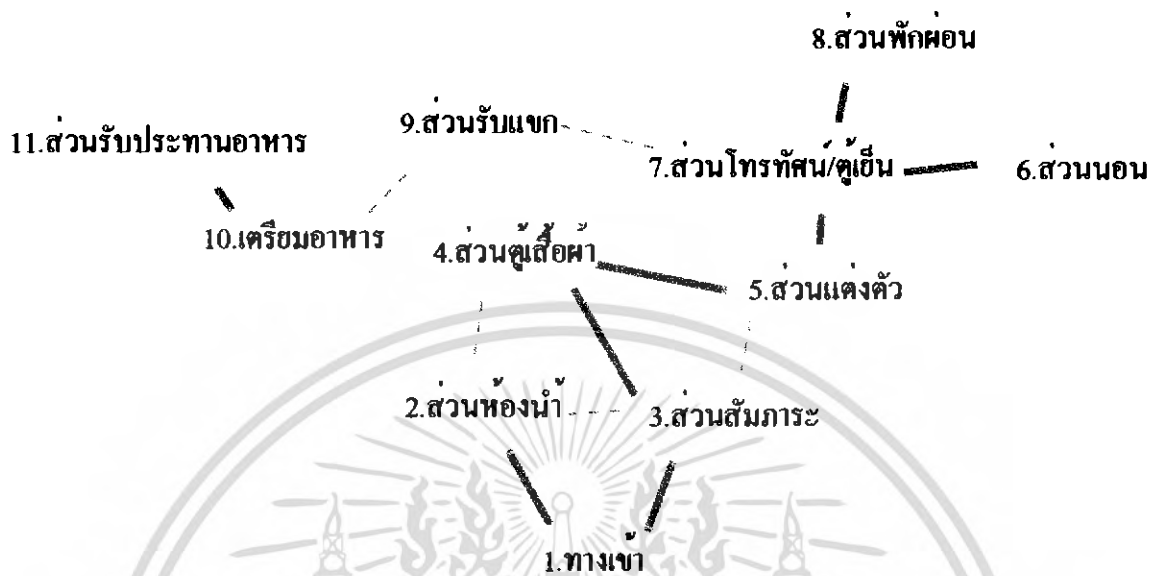 8.ส่วนพักผ่อน
11.ส่วนรับประทานอาหาร
9.ส่วนรับแขก
7.ส่วนโทรทัศน์/ตู้เย็น
6.ส่วนนอน
10.เตรียมอาหาร
4.ส่วนตู้เสื้อผ้า
5.ส่วนแต่งตัว
2.ส่วนห้องน้ำ
3.ส่วนสัมภาระ
1.ทางเข้า